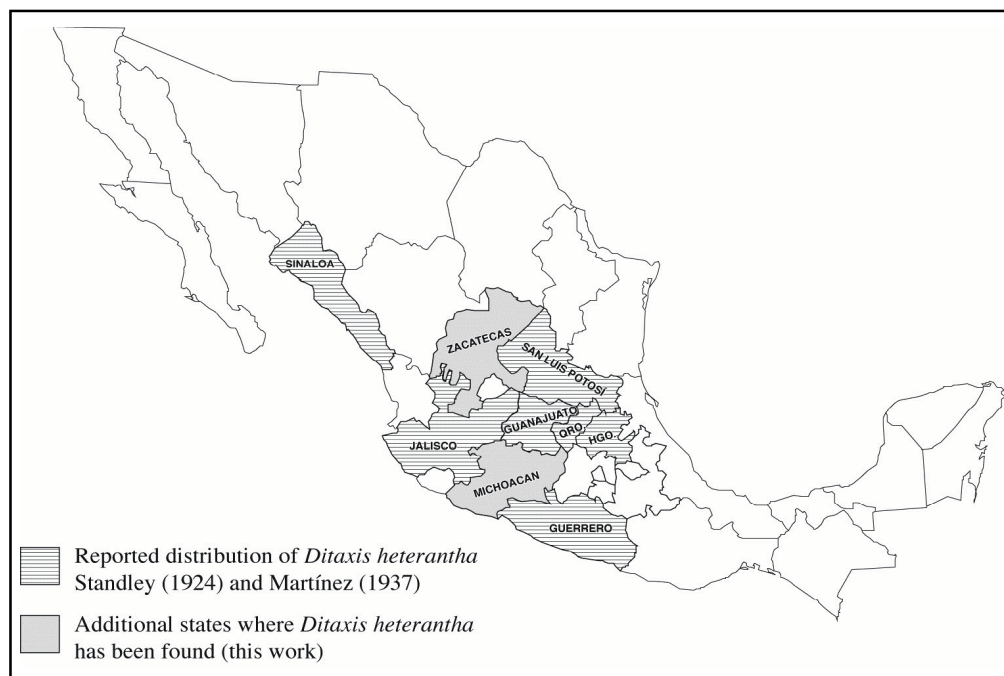 SINALOA
ZACATECAS
SAN LUIS POTOSÍ
GUANAJUATO
QRO.
HGO.
JALISCO
MICHOACAN
GUERRERO
Reported distribution of Ditaxis heterantha
Standley (1924) and Martínez (1937)
Additional states where Ditaxis heterantha
has been found (this work)